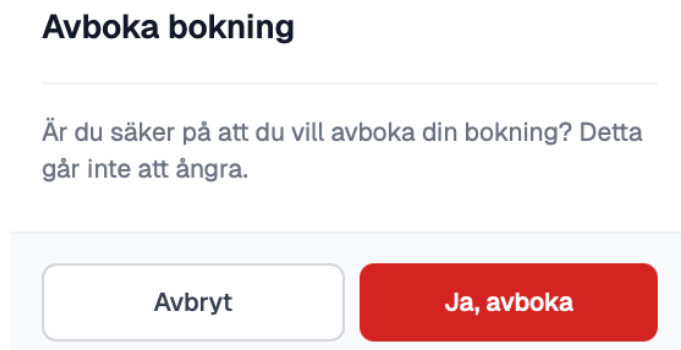 Avboka bokning
Är du säker på att du vill avboka din bokning? Detta
går inte att ångra.
Avbryt
Ja, avboka